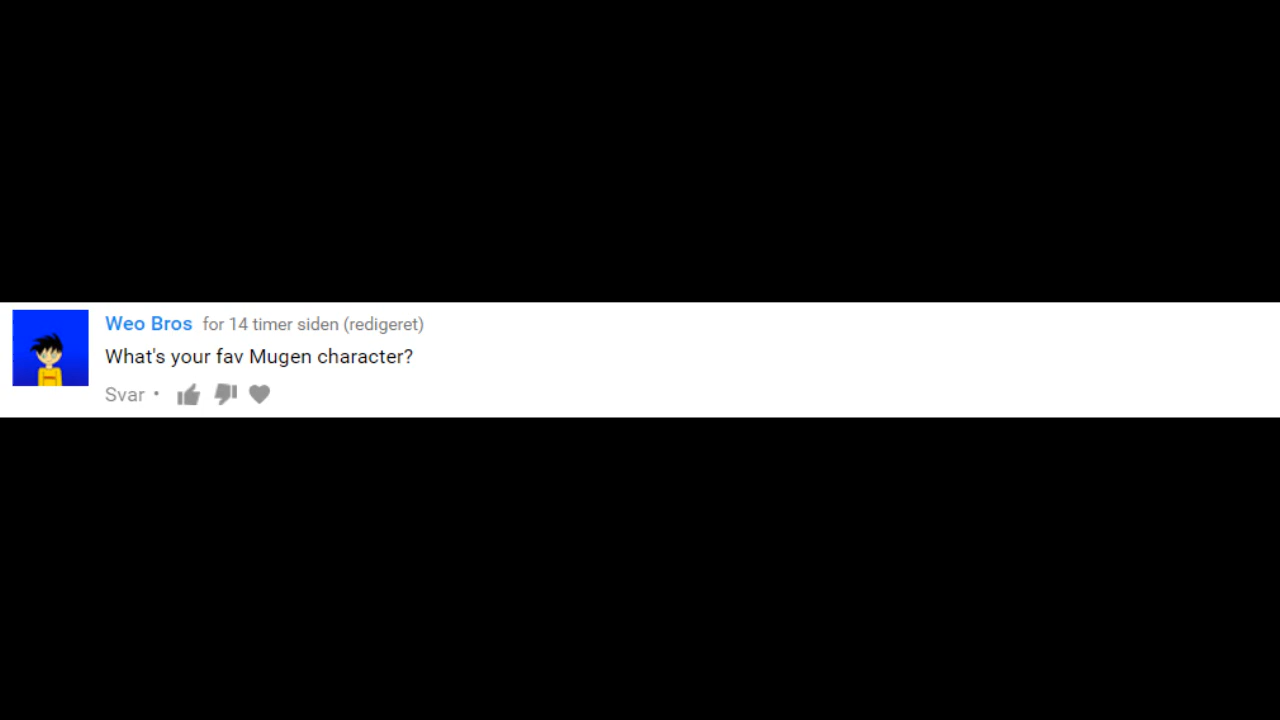 Weo Bros for 14 timer siden (redigeret)
What's your fav Mugen character?
Svar •